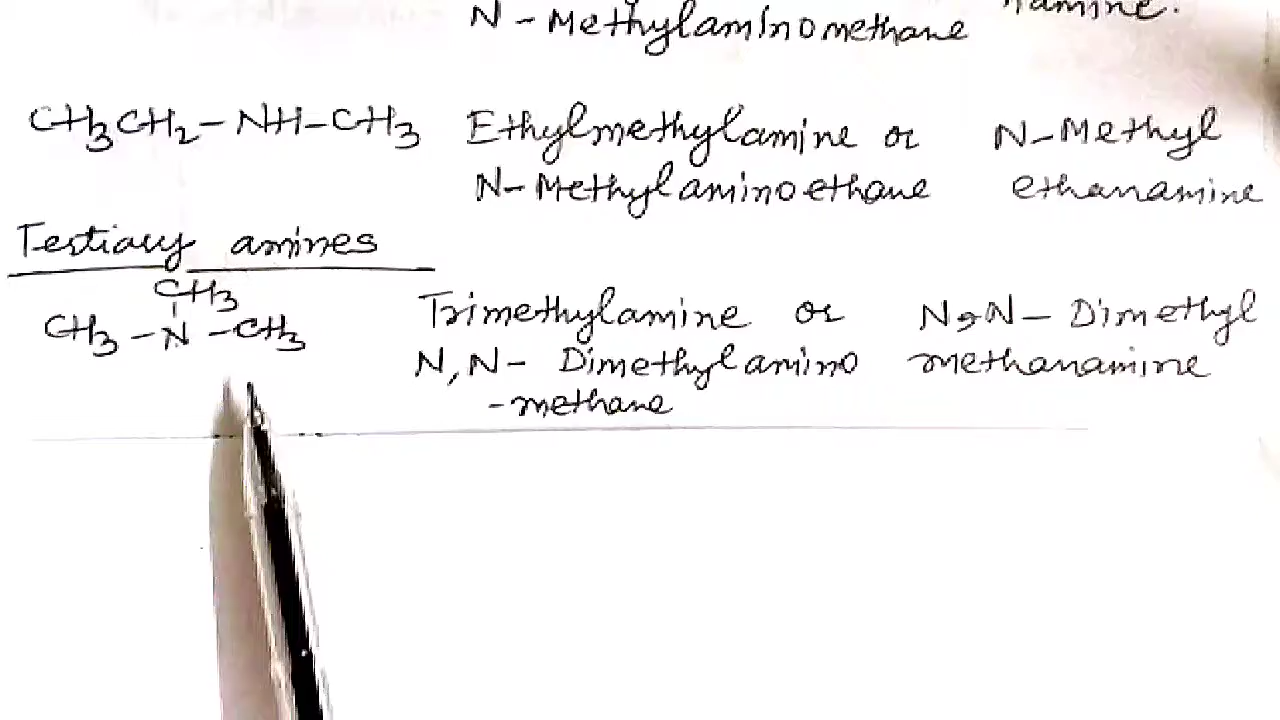 N-Methylaminomethane
CH3CH2-NH-CH3 Ethylmethylamine or N-Methyl
N-Methylaminoethane ethanamine
Tertiary amines
CH3
CH3-N-CH3 Trimethylamine or N,N-Dimethyl
N,N-Dimethylamino methanamine
-methane